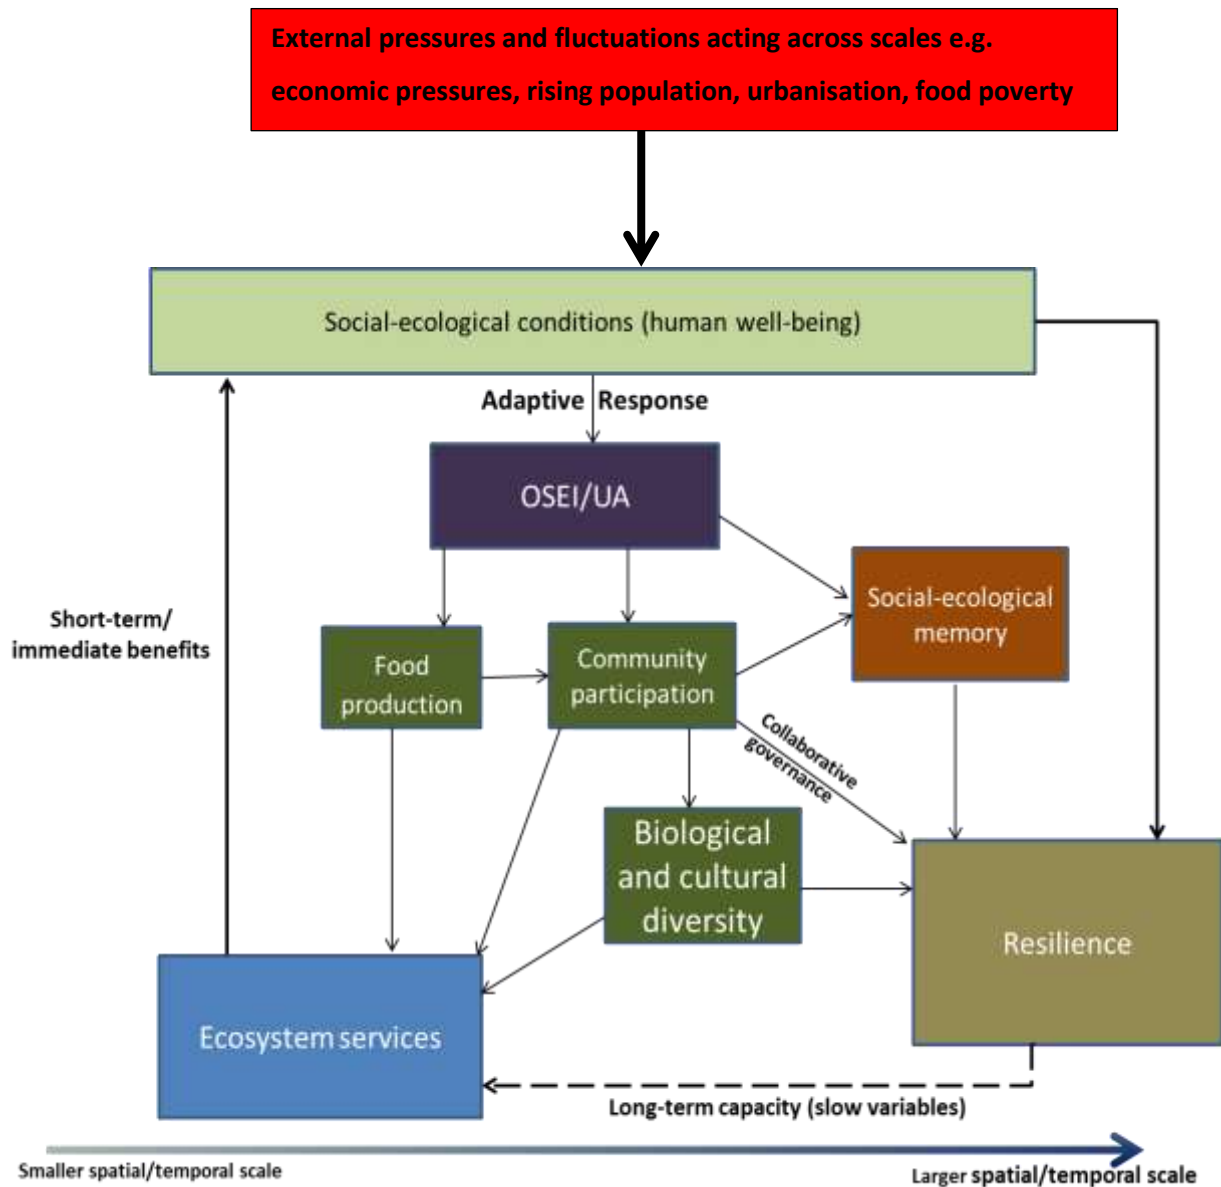 External pressures and fluctuations acting across scales e.g.
economic pressures, rising population, urbanisation, food poverty
Social-ecological conditions (human well-being)
Adaptive Response
OSEI/UA
Social-ecological
memory
Short-term/
immediate benefits
Food
production
Community
participation
Collaborative
governance
Biological
and cultural
diversity
Resilience
Ecosystem services
Long-term capacity (slow variables)
Smaller spatial/temporal scale
Larger spatial/temporal scale